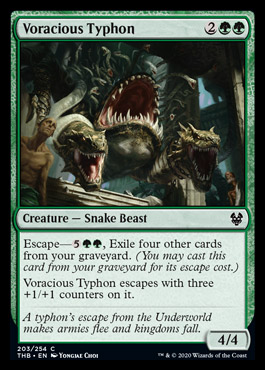 Voracious Typhon 2
Creature — Snake Beast
Escape—5, Exile four other cards
from your graveyard. (You may cast this
card from your graveyard for its escape cost.)
Voracious Typhon escapes with three
+1/+1 counters on it.
A typhon's escape from the Underworld
makes armies flee and kingdoms fall.
4/4
203/254 C
THB • EN YONGJAE CHOI
™ & © 2020 Wizards of the Coast